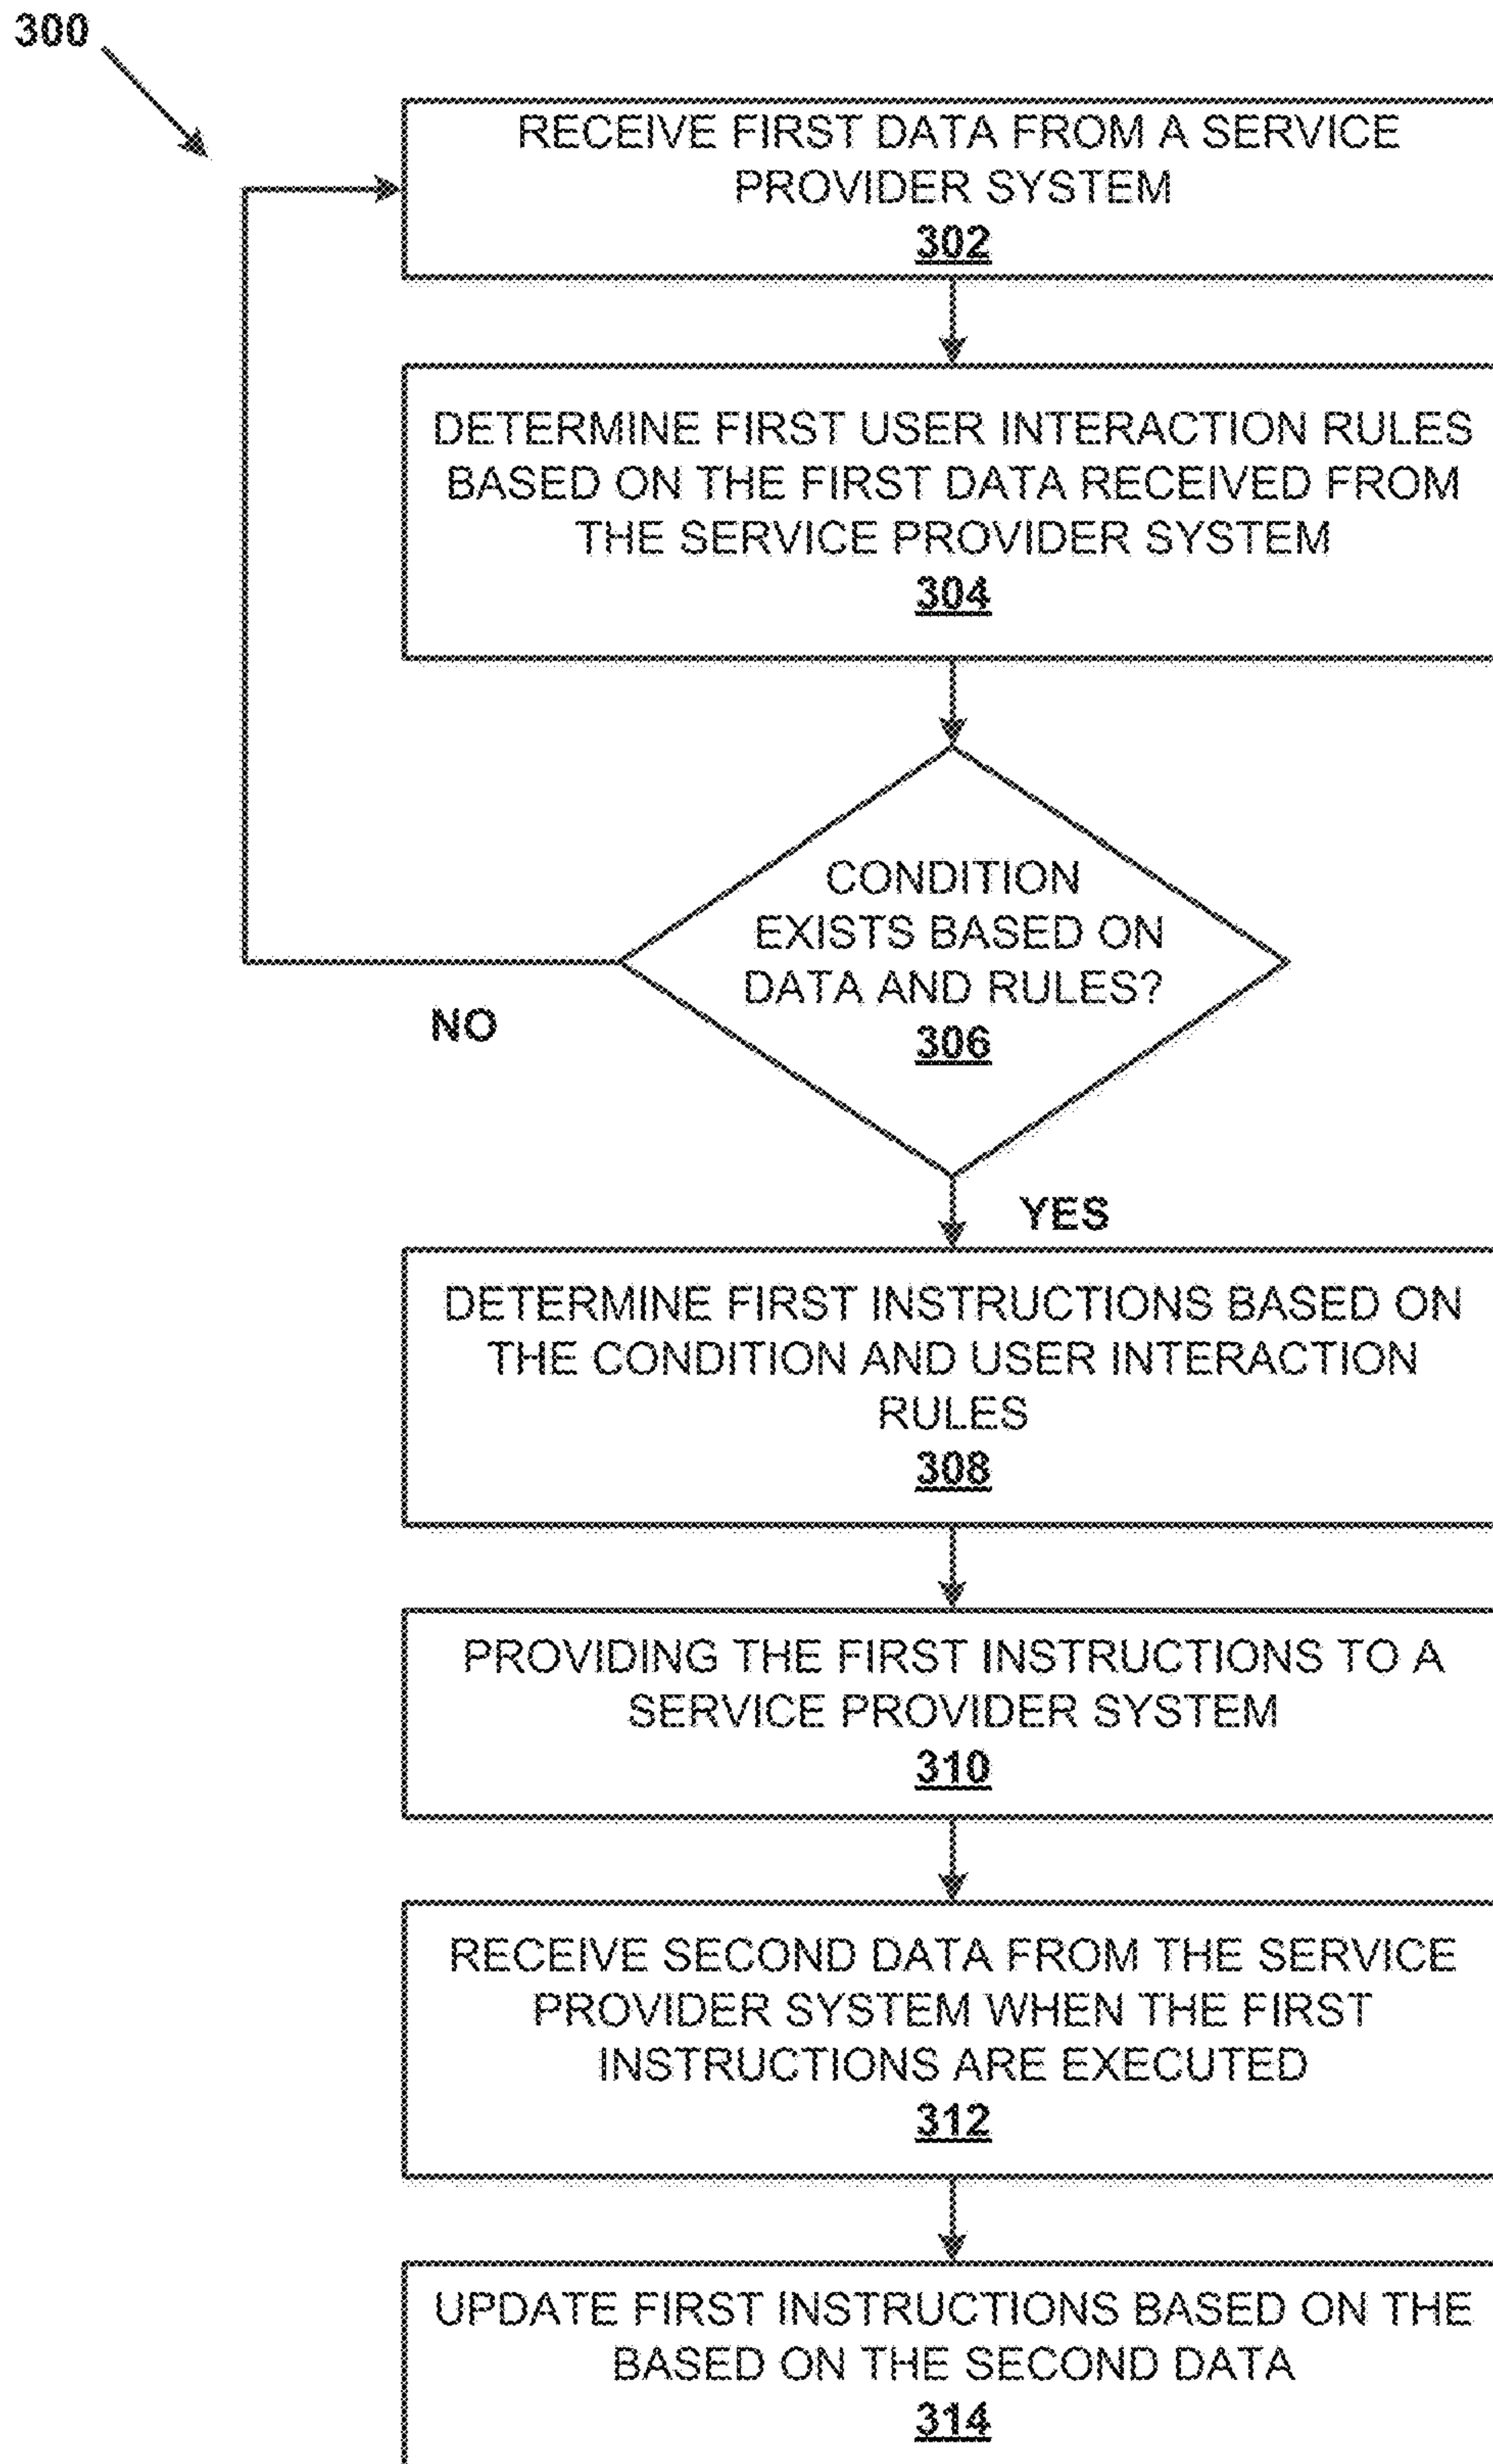 300
RECEIVE FIRST DATA FROM A SERVICE
PROVIDER SYSTEM
302
DETERMINE FIRST USER INTERACTION RULES
BASED ON THE FIRST DATA RECEIVED FROM
THE SERVICE PROVIDER SYSTEM
304
CONDITION
EXISTS BASED ON
DATA AND RULES?
306
NO
YES
DETERMINE FIRST INSTRUCTIONS BASED ON
THE CONDITION AND USER INTERACTION
RULES
308
PROVIDING THE FIRST INSTRUCTIONS TO A
SERVICE PROVIDER SYSTEM
310
RECEIVE SECOND DATA FROM THE SERVICE
PROVIDER SYSTEM WHEN THE FIRST
INSTRUCTIONS ARE EXECUTED
312
UPDATE FIRST INSTRUCTIONS BASED ON THE
BASED ON THE SECOND DATA
314